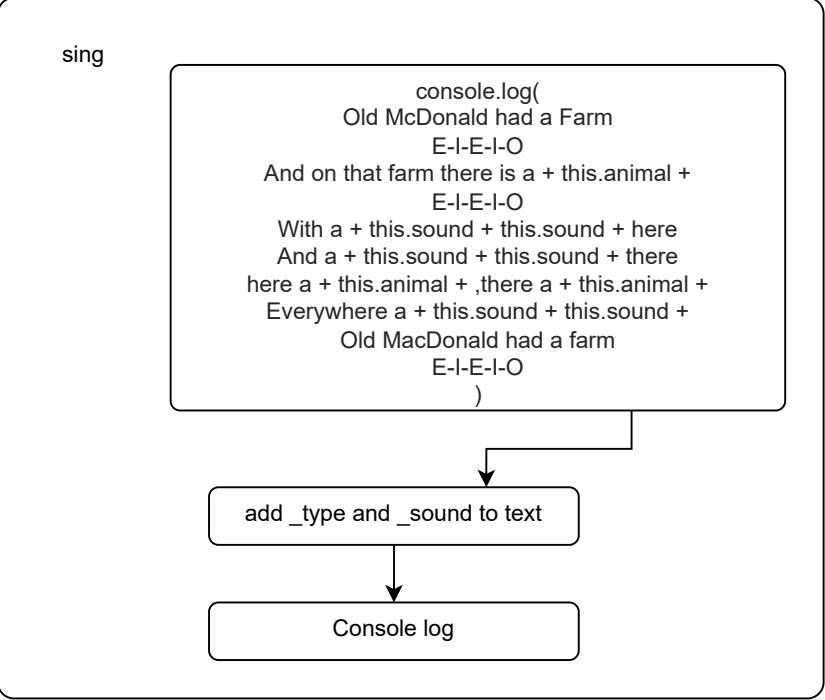 sing
console.log(
Old McDonald had a Farm
E-I-E-I-O
And on that farm there is a + this.animal +
E-I-E-I-O
With a + this.sound + this.sound + here
And a + this.sound + this.sound + there
here a + this.animal + ,there a + this.animal +
Everywhere a + this.sound + this.sound +
Old MacDonald had a farm
E-I-E-I-O
)
add _type and _sound to text
Console log